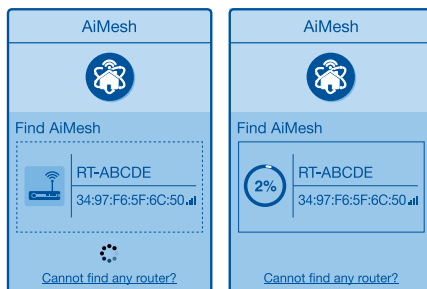 AiMesh
Find AiMesh
RT-ABCDE
34:97:F6:5F:6C:50
Cannot find any router?
AiMesh
Find AiMesh
2%
RT-ABCDE
34:97:F6:5F:6C:50
Cannot find any router?